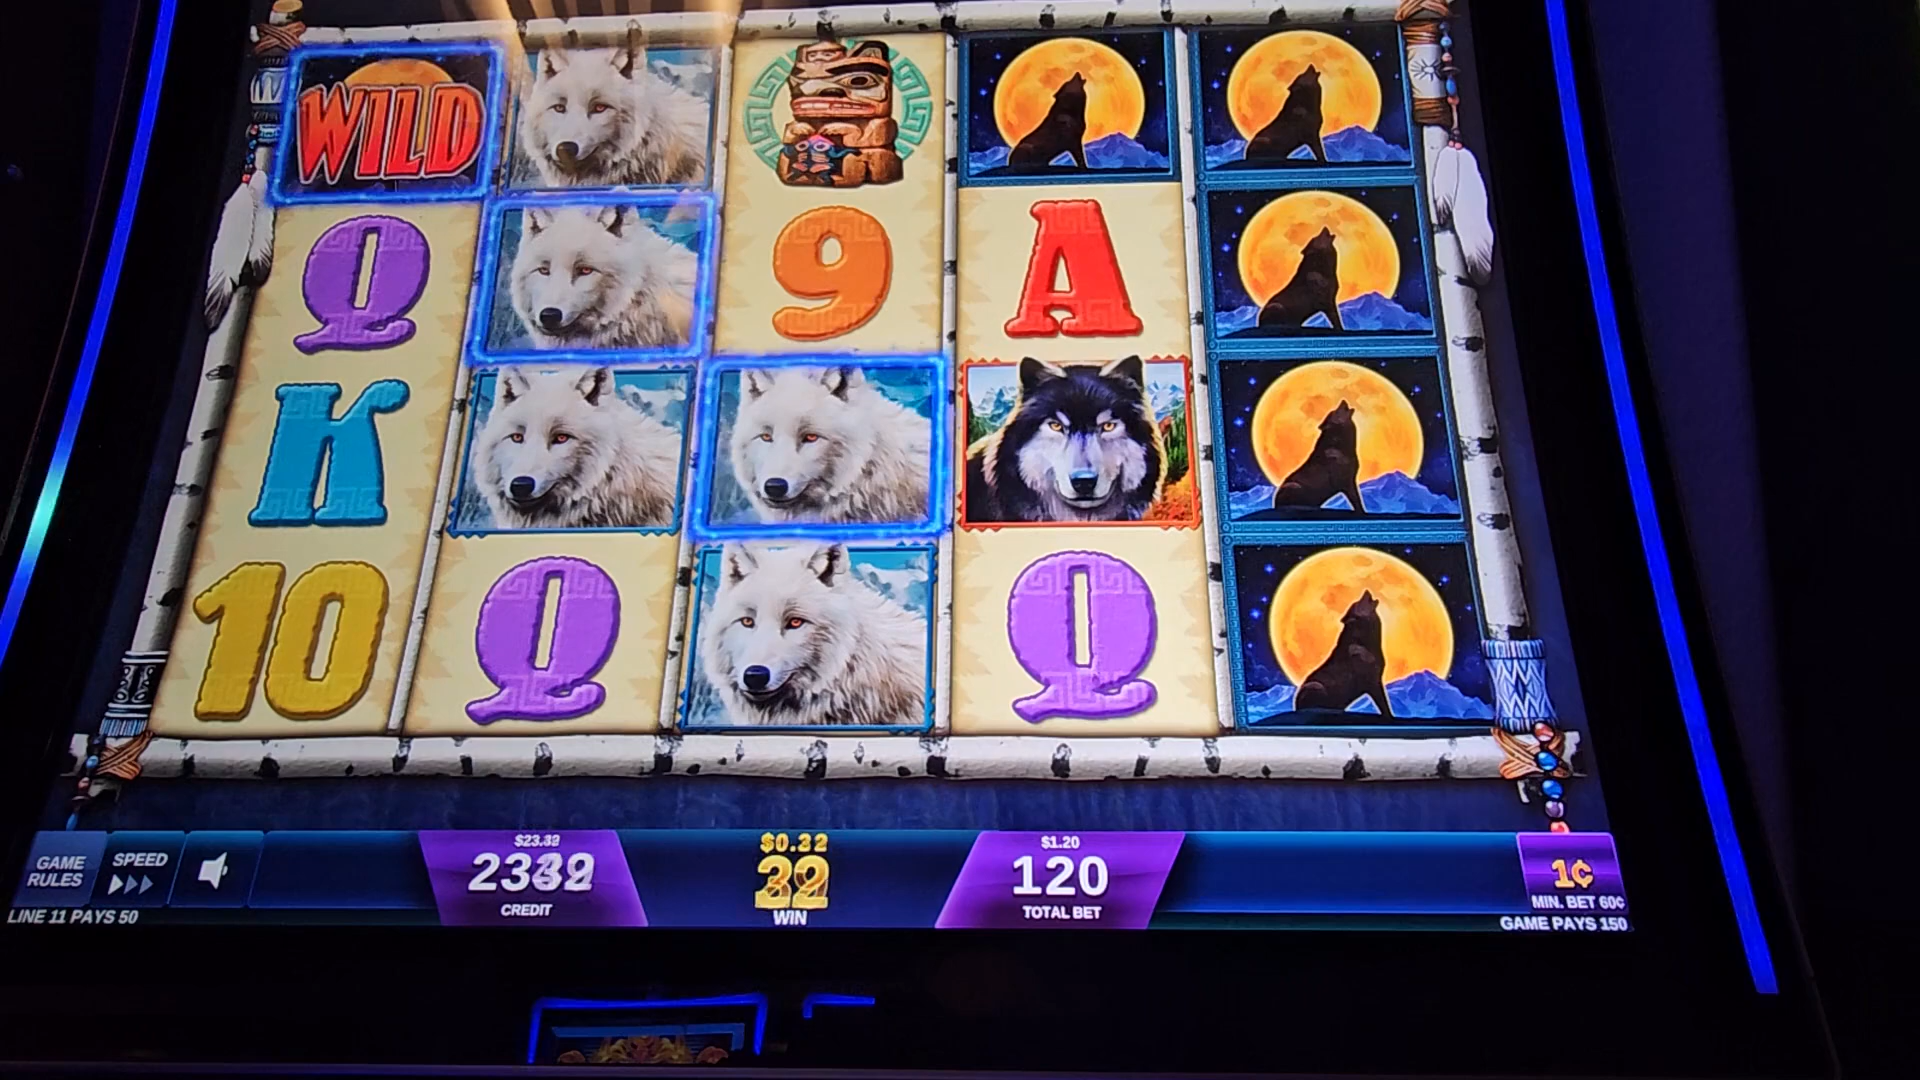 WILD
Q 9 A
K
10 Q Q
GAME RULES
SPEED
$23.32
CREDIT
$0.32
WIN
$1.20
120
TOTAL BET
1¢
MIN. BET 60¢
LINE 11 PAYS 50
GAME PAYS 150